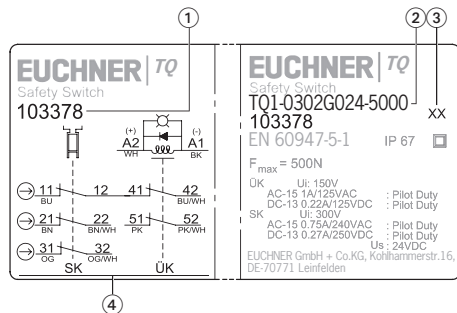 1
2 3
EUCHNER TQ
Safety Switch
103378
(+) (-)
A2 A1
WH BK
11 12 41 42
BU BU/WH
21 22 51 52
BN BN/WH PK PK/WH
31 32
OG OG/WH
SK ÜK
4
EUCHNER TQ
Safety Switch
TQ1-0302G024-5000
XX
103378
EN 60947-5-1 IP 67
Fmax = 500N
ÜK Ui: 150V
AC-15 1A/125VAC : Pilot Duty
DC-13 0.22A/125VDC : Pilot Duty
SK Ui: 300V
AC-15 0.75A/240VAC : Pilot Duty
DC-13 0.27A/250VDC : Pilot Duty
Us : 24VDC
EUCHNER GmbH + Co.KG, Kohlhammerstr.16,
DE-70771 Leinfelden